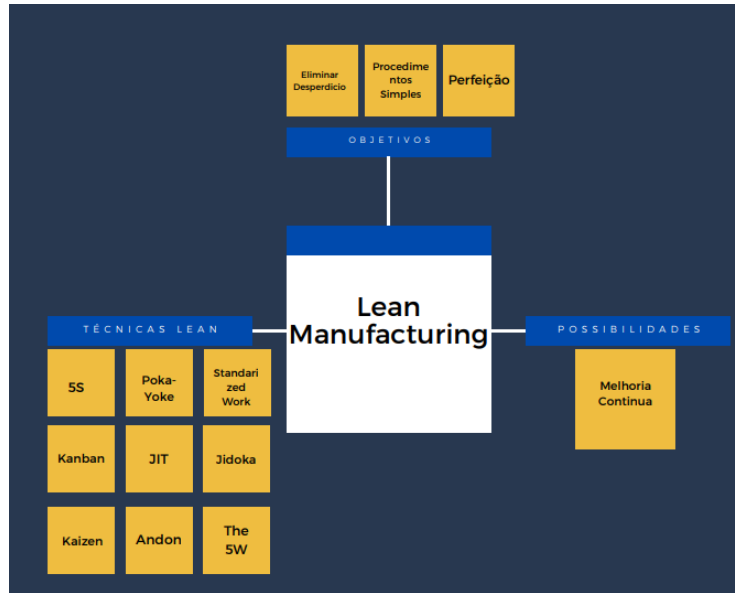 Eliminar
Desperdicio
Procedime
ntos
Simples
Perfeição
OBJETIVOS
Lean
Manufacturing
TÉCNICAS LEAN
POSSIBILIDADES
5S
Poka-
Yoke
Standari
zed
Work
Melhoria
Continua
Kanban
JIT
Jidoka
Kaizen
Andon
The
5W